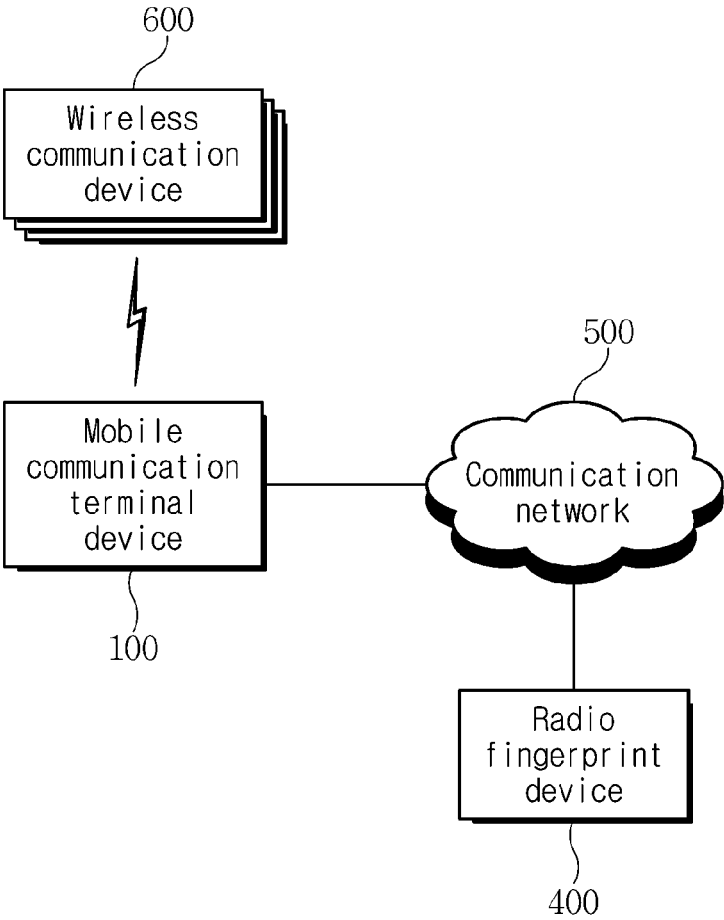 600
Wireless
communication
device
500
Mobile
communication
terminal
device
Communication
network
100
Radio
fingerprint
device
400